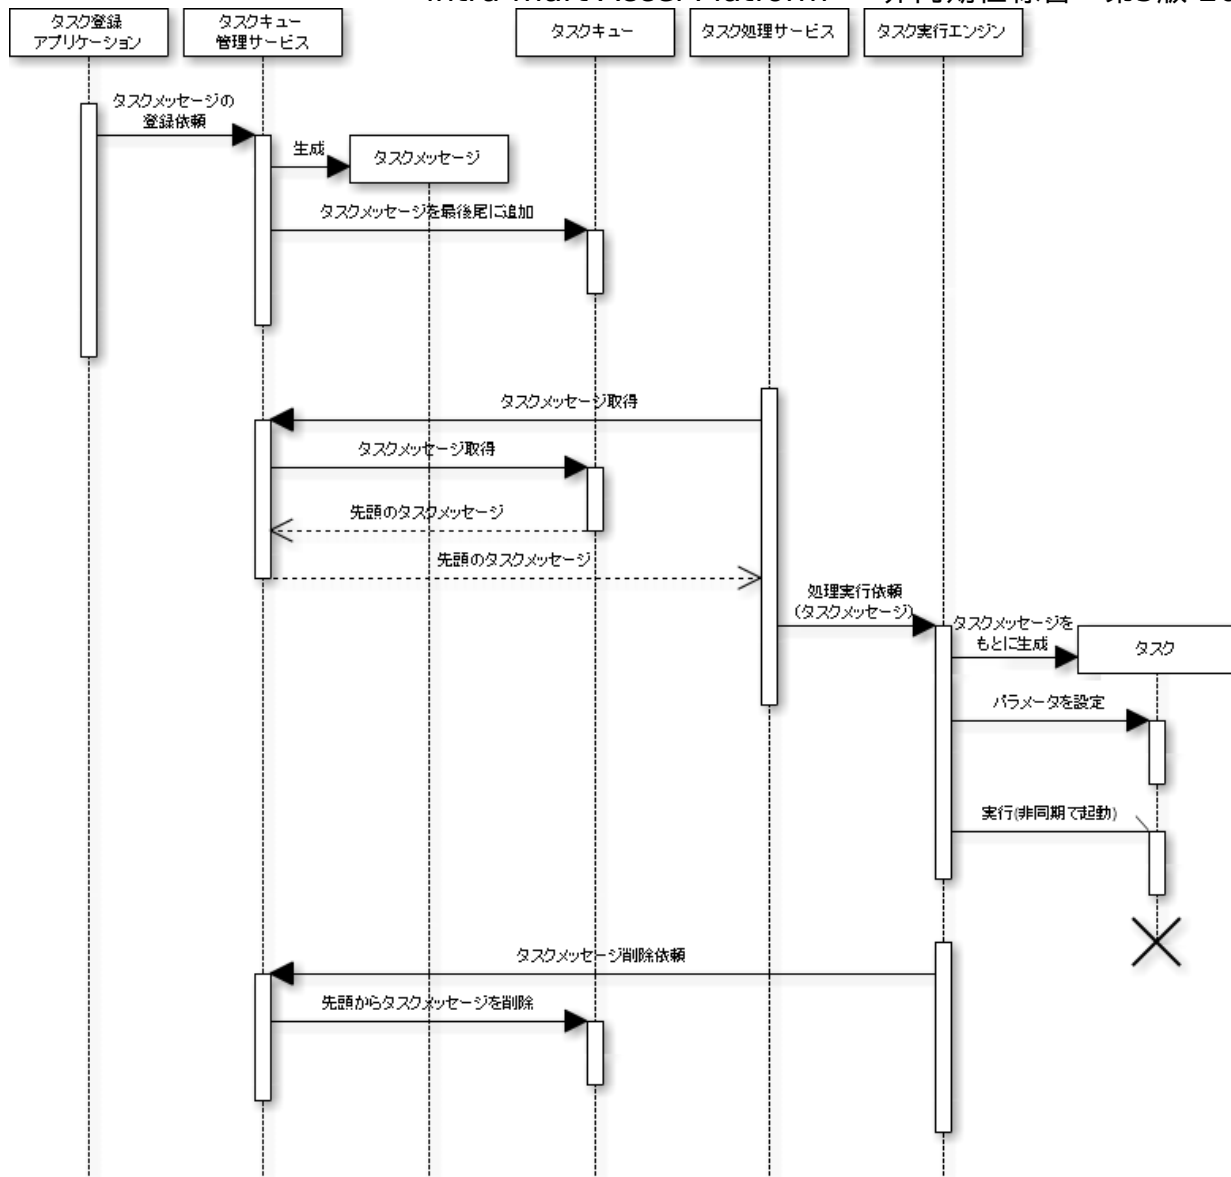 タスク登録
アプリケーション
タスクキュー
管理サービス
タスクキュー
タスク処理サービス
タスク実行エンジン
タスクメッセージの
登録依頼
生成
タスクメッセージ
タスクメッセージを最後尾に追加
タスクメッセージ取得
タスクメッセージ取得
先頭のタスクメッセージ
先頭のタスクメッセージ
処理実行依頼
(タスクメッセージ)
タスクメッセージを
もとに生成
タスク
パラメータを設定
実行(非同期で起動)
タスクメッセージ削除依頼
先頭からタスクメッセージを削除